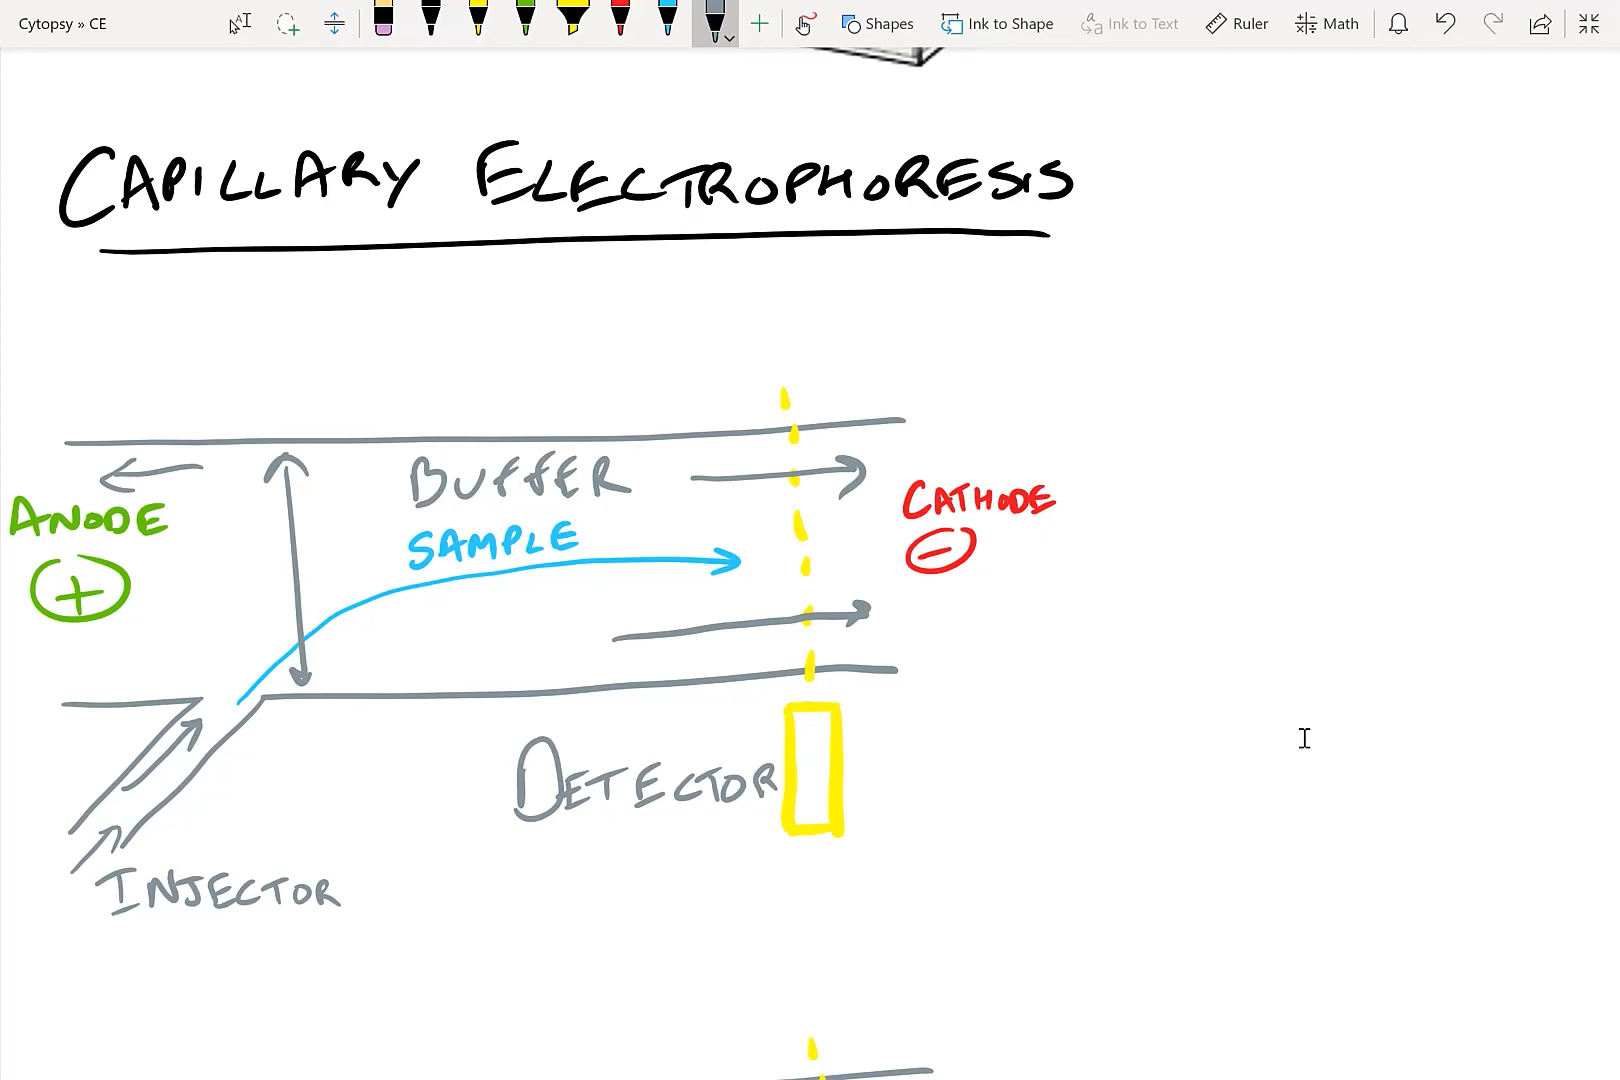 Cytopsy » CE
Shapes
Ink to Shape
Ink to Text
Ruler
Math
CAPILLARY ELECTROPHORESIS
BUFFER
ANODE
+
SAMPLE
CATHODE
−
DETECTOR
INJECTOR